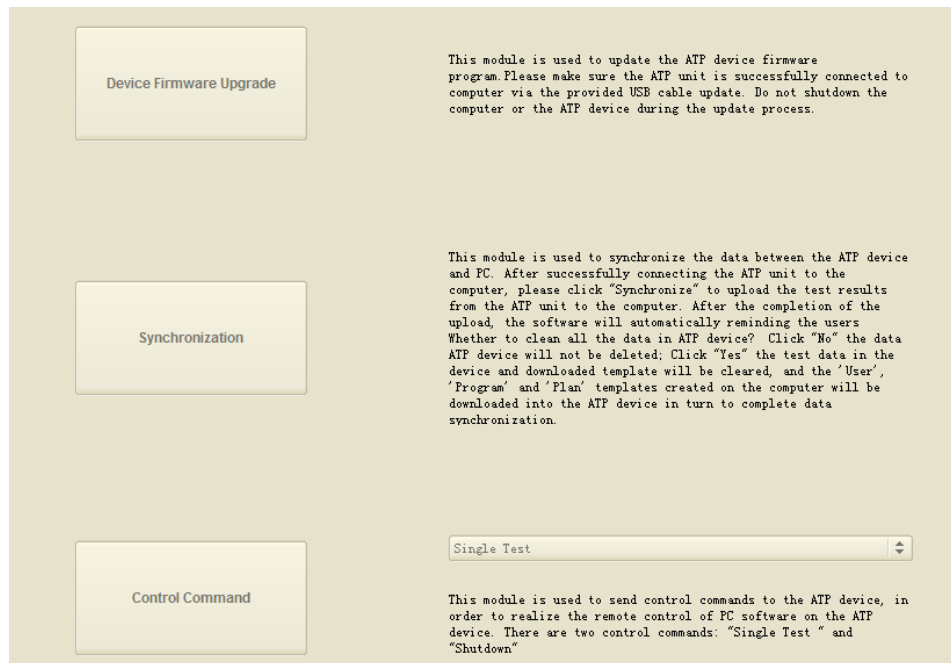 Device Firmware Upgrade
This module is used to update the ATP device firmware
program.Please make sure the ATP unit is successfully connected to
computer via the provided USB cable update. Do not shutdown the
computer or the ATP device during the update process.
Synchronization
This module is used to synchronize the data between the ATP device
and PC. After successfully connecting the ATP unit to the
computer, please click "Synchronize" to upload the test results
from the ATP unit to the computer. After the completion of the
upload, the software will automatically reminding the users
Whether to clean all the data in ATP device?  Click "No" the data
ATP device will not be deleted; Click "Yes" the test data in the
device and downloaded template will be cleared, and the 'User',
'Program' and 'Plan' templates created on the computer will be
downloaded into the ATP device in turn to complete data
synchronization.
Control Command
Single Test
This module is used to send control commands to the ATP device, in
order to realize the remote control of PC software on the ATP
device. There are two control commands: "Single Test " and
"Shutdown"